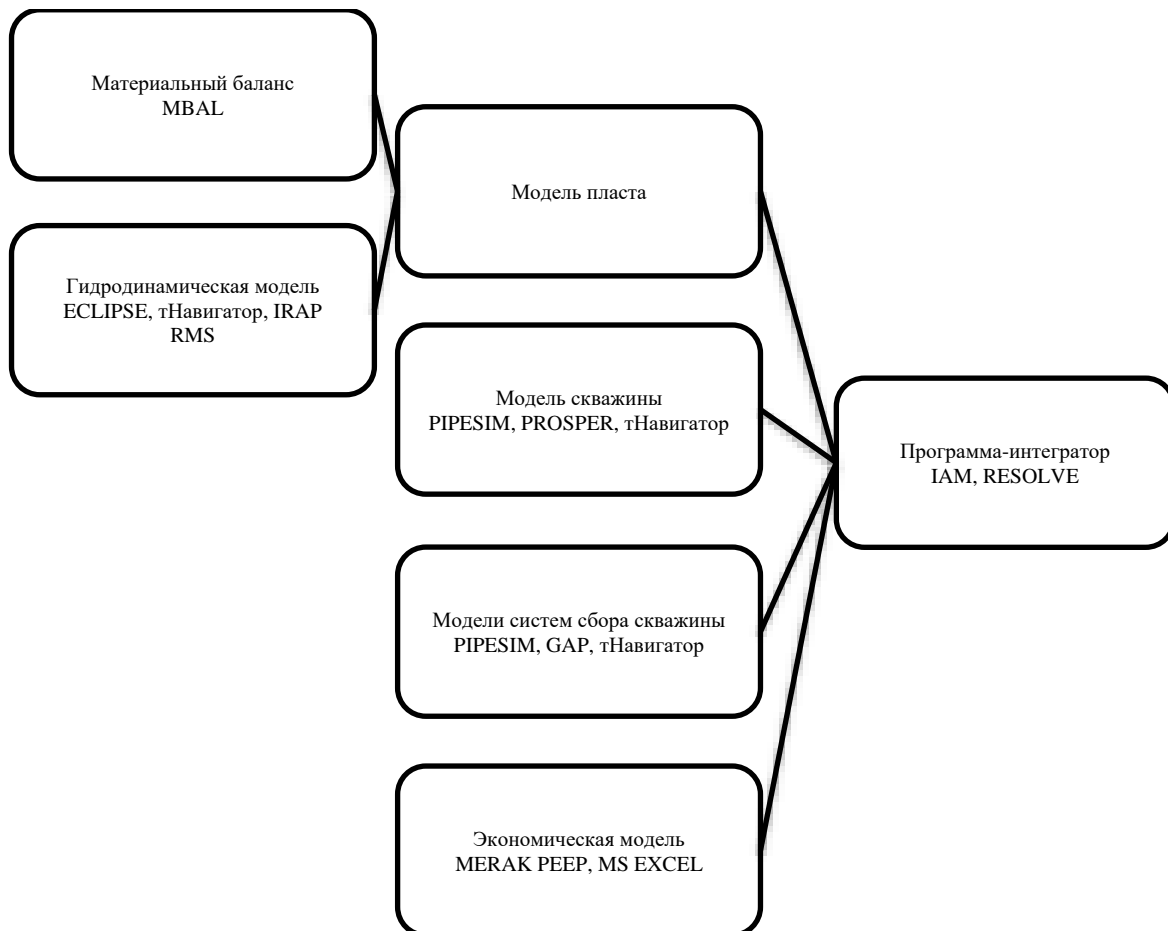 Материальный баланс
MBAL
Модель пласта
Гидродинамическая модель
ECLIPSE, тНавигатор, IRAP
RMS
Модель скважины
PIPESIM, PROSPER, тНавигатор
Программа-интегратор
IAM, RESOLVE
Модели систем сбора скважины
PIPESIM, GAP, тНавигатор
Экономическая модель
MERAK PEEP, MS EXCEL